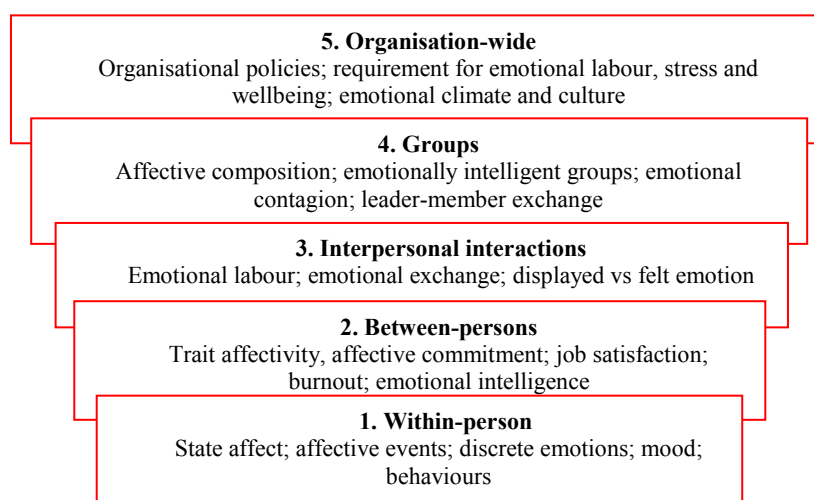 5. Organisation-wide
Organisational policies; requirement for emotional labour, stress and
wellbeing; emotional climate and culture
4. Groups
Affective composition; emotionally intelligent groups; emotional
contagion; leader-member exchange
3. Interpersonal interactions
Emotional labour; emotional exchange; displayed vs felt emotion
2. Between-persons
Trait affectivity, affective commitment; job satisfaction;
burnout; emotional intelligence
1. Within-person
State affect; affective events; discrete emotions; mood;
behaviours